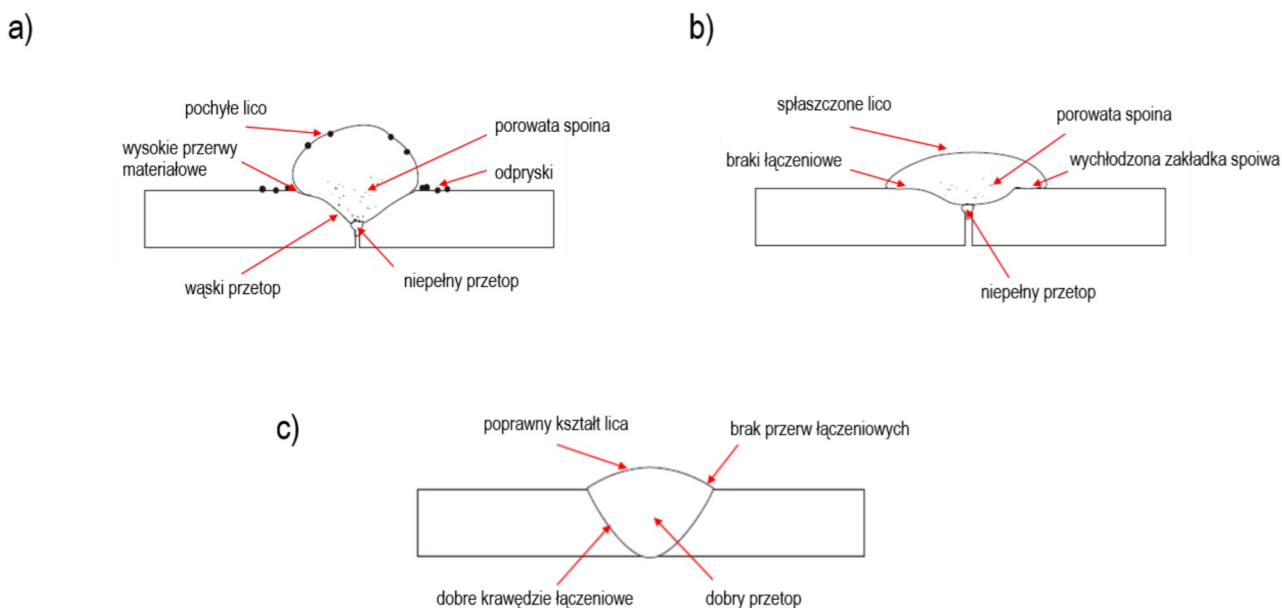 a)
pochyłe lico
wysokie przerwy
materiałowe
porowata spoina
odpryski
wąski przetop
niepełny przetop
b)
spłaszczone lico
porowata spoina
braki łączeniowe
wychłodzona zakładka spoiwa
niepełny przetop
c)
poprawny kształt lica
brak przerw łączeniowych
dobre krawędzie łączeniowe
dobry przetop